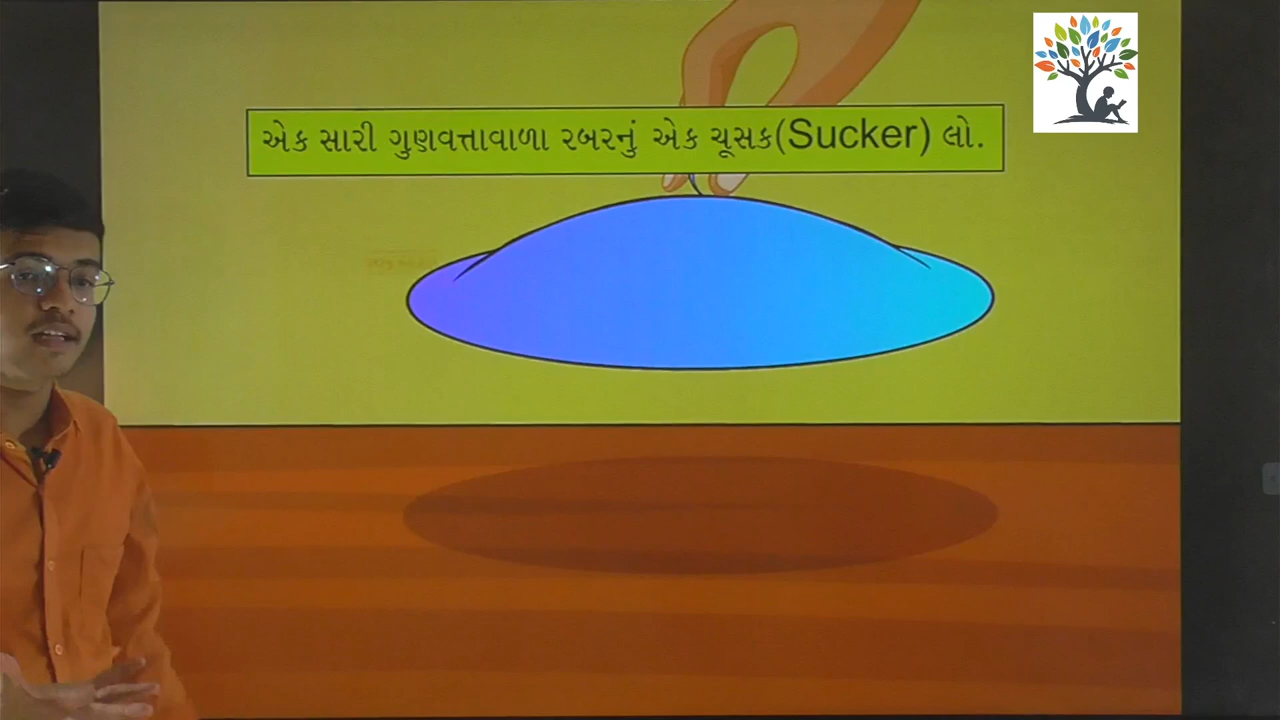 એક સારી ગુણવત્તાવાળા રબરનું એક ચૂસક(Sucker) લો.